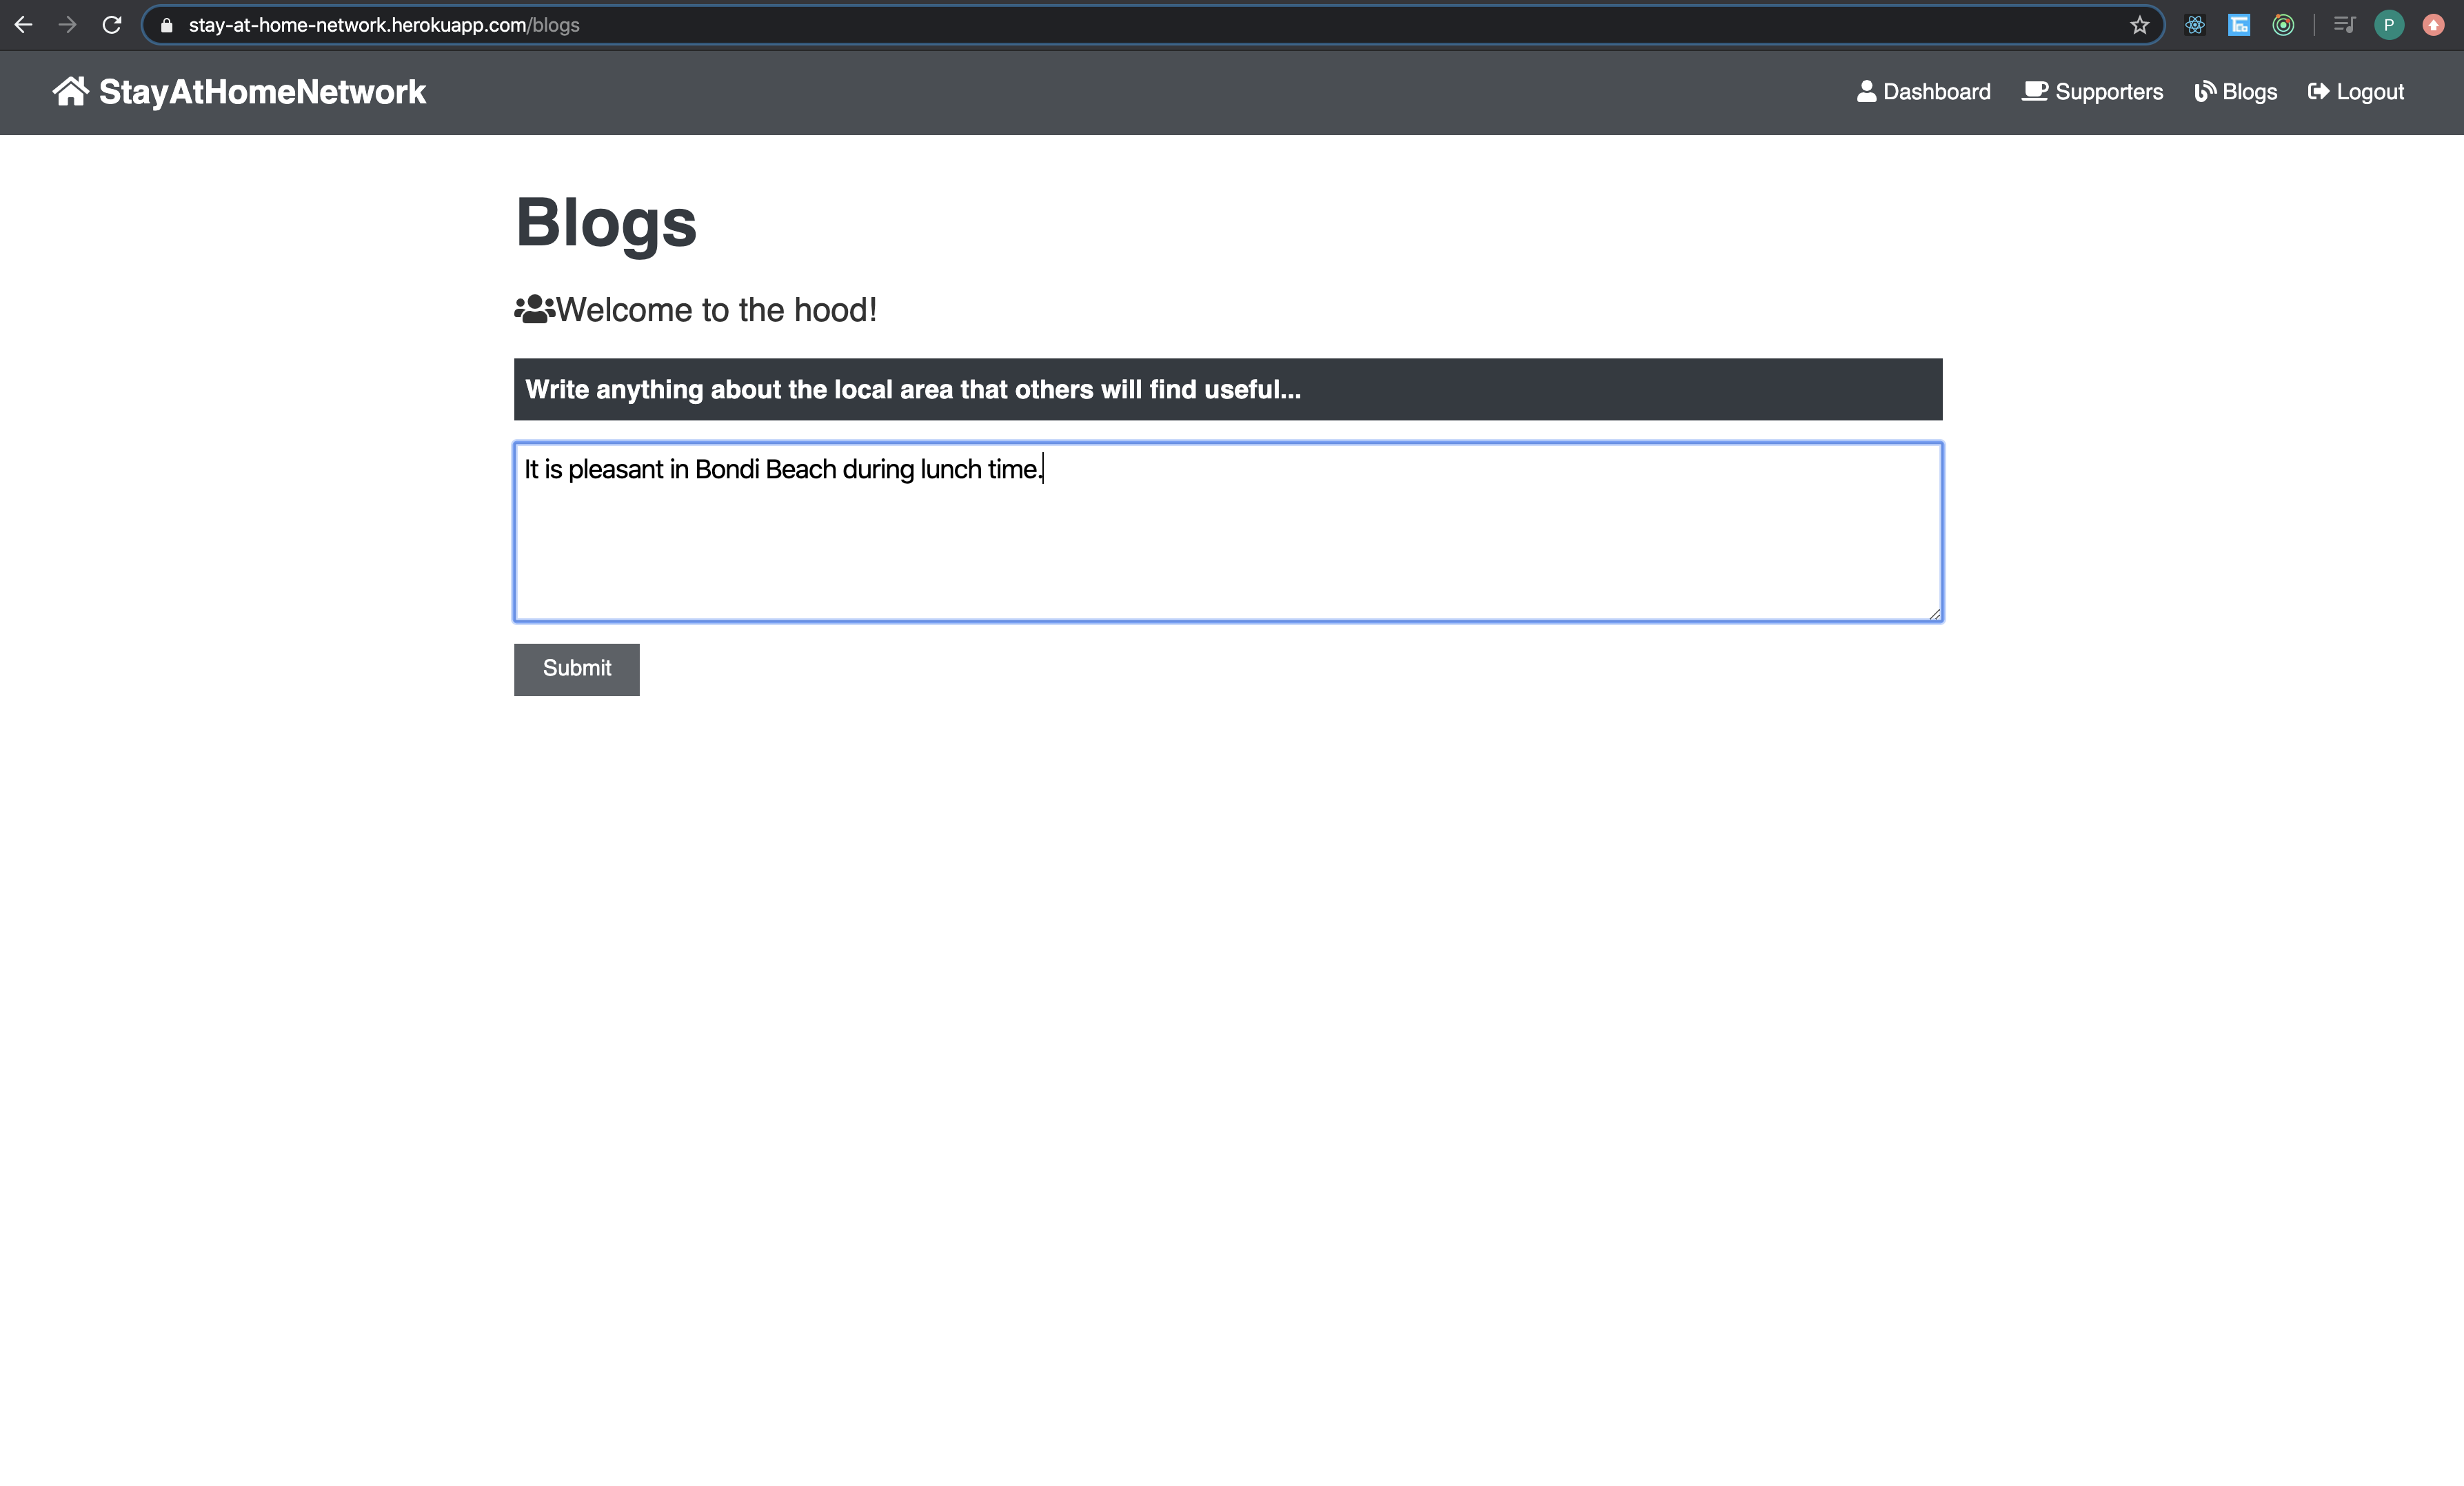 stay-at-home-network.herokuapp.com/blogs
P
StayAtHomeNetwork
Dashboard
Supporters
Blogs
Logout
Blogs
Welcome to the hood!
Write anything about the local area that others will find useful...
It is pleasant in Bondi Beach during lunch time.
Submit